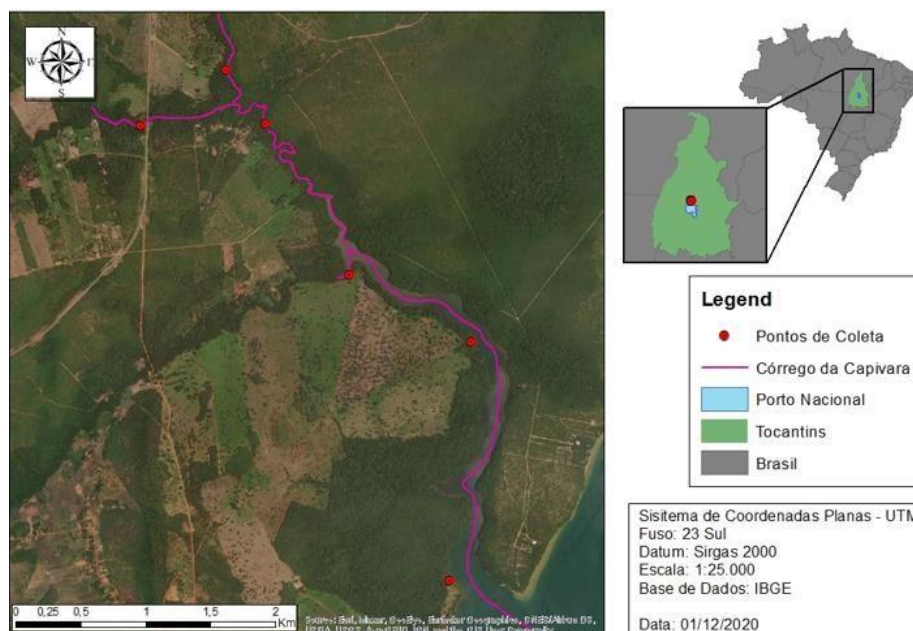 N
W
E
S
0 0,25 0,5 1 1,5 2
Km
Legend
Pontos de Coleta
Córrego da Capivara
Porto Nacional
Tocantins
Brasil
Sisitema de Coordenadas Planas - UTM
Fuso: 23 Sul
Datum: Sirgas 2000
Escala: 1:25.000
Base de Dados: IBGE
Data: 01/12/2020